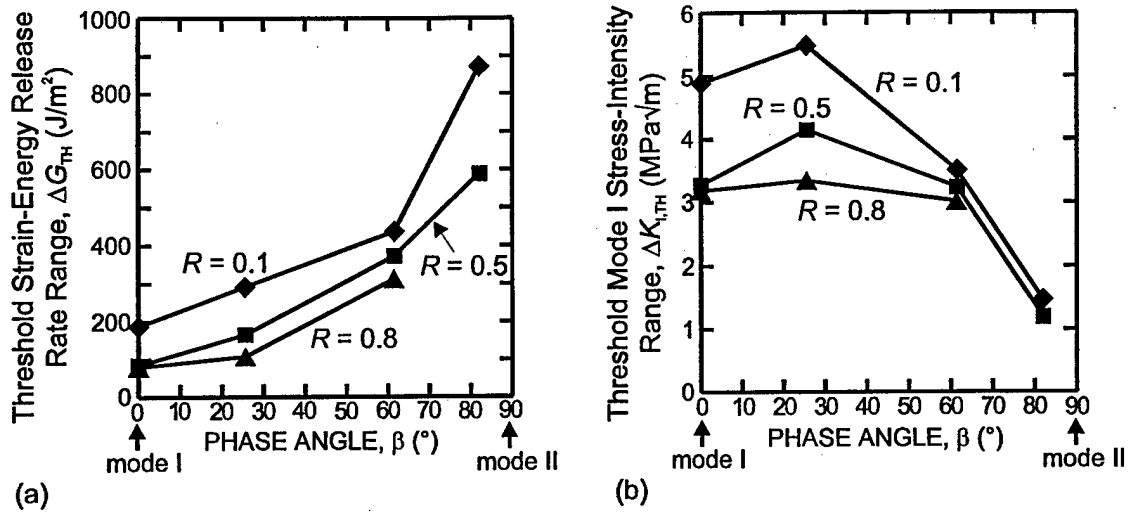 Threshold Strain-Energy Release
Rate Range, ΔG_TH (J/m²)
1000
800
600
400
200
0
R = 0.1
R = 0.5
R = 0.8
0 10 20 30 40 50 60 70 80 90
PHASE ANGLE, β (°)
mode I
mode II
(a)
Threshold Mode I Stress-Intensity
Range, ΔK_I,TH (MPa√m)
6
5
4
3
2
1
0
R = 0.1
R = 0.5
R = 0.8
0 10 20 30 40 50 60 70 80 90
PHASE ANGLE, β (°)
mode I
mode II
(b)